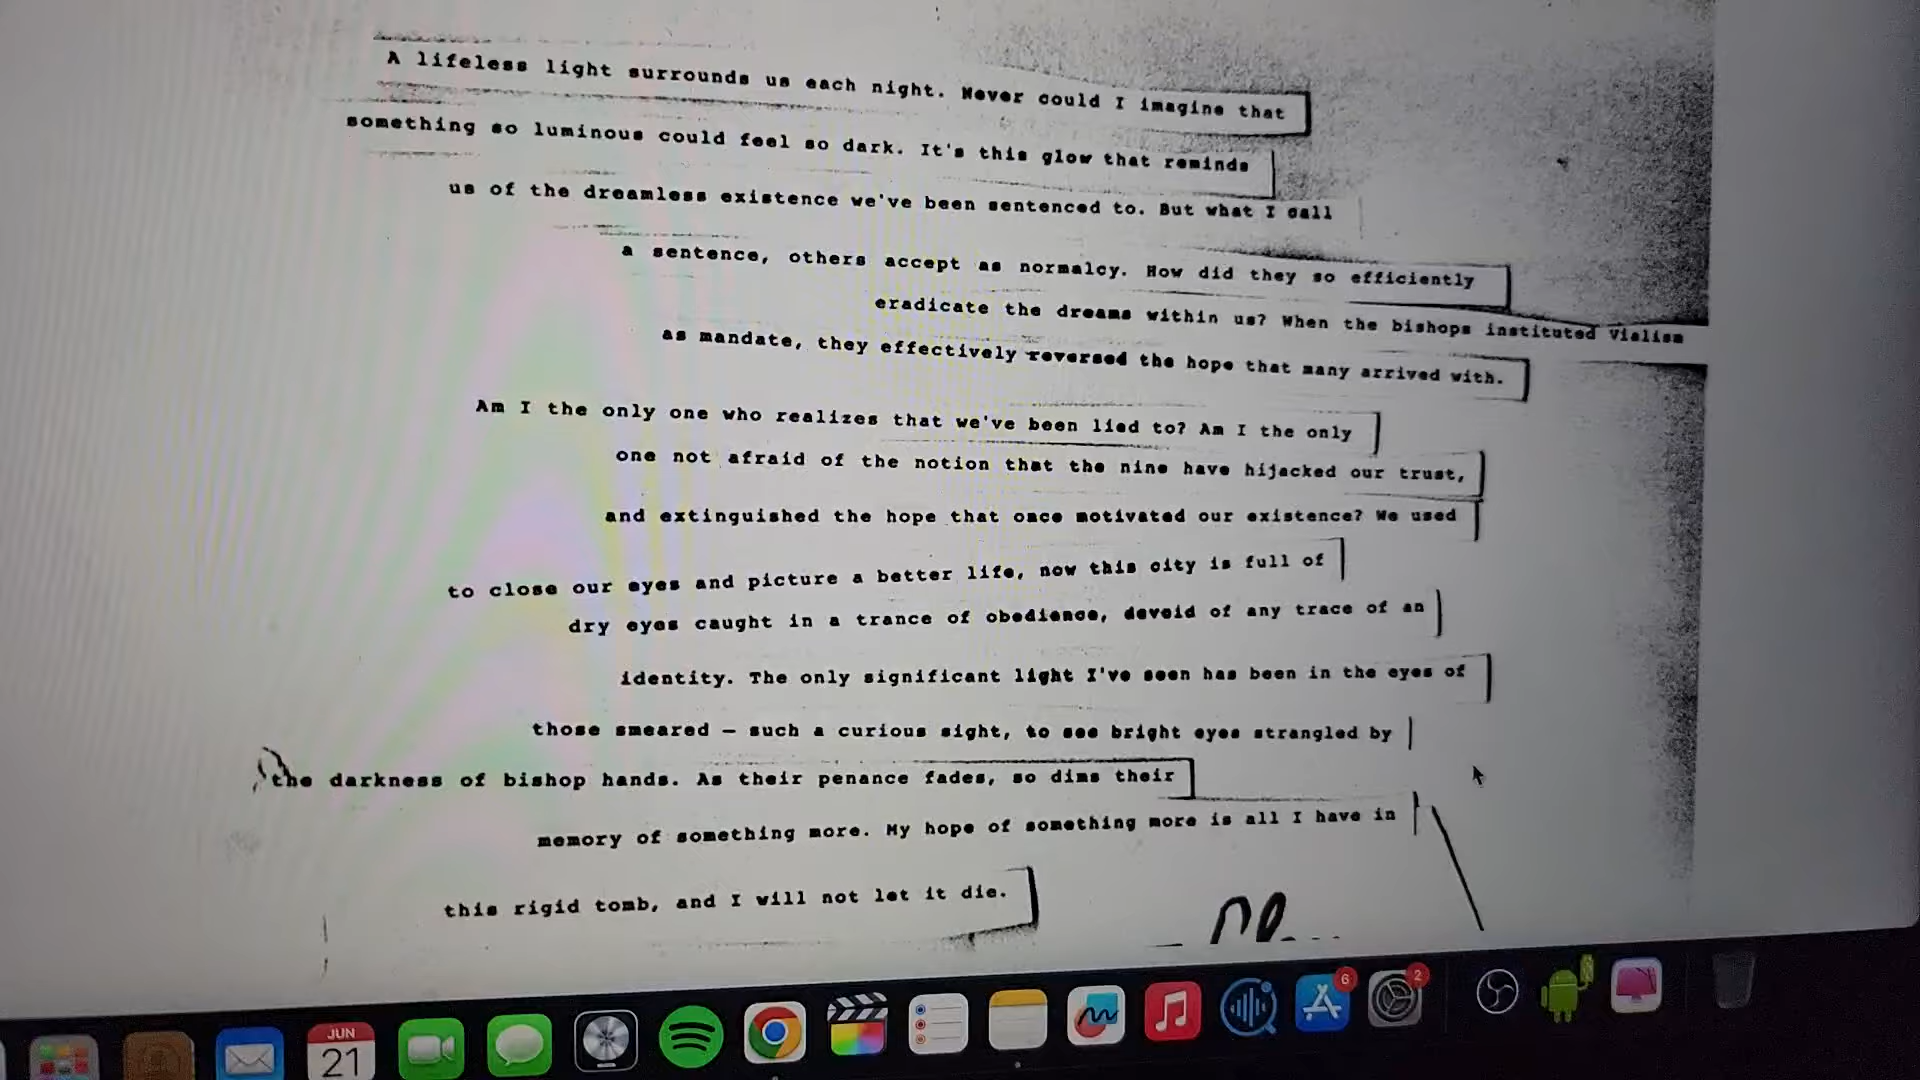 A lifeless light surrounds us each night. Never could I imagine that
something so luminous could feel so dark. It's this glow that reminds
us of the dreamless existence we've been sentenced to. But what I call
a sentence, others accept as normalcy. How did they so efficiently
eradicate the dreams within us? When the bishops instituted Vialism
as mandate, they effectively reversed the hope that many arrived with.
Am I the only one who realizes that we've been lied to? Am I the only
one not afraid of the notion that the nine have hijacked our trust,
and extinguished the hope that once motivated our existence? We used
to close our eyes and picture a better life, now this city is full of
dry eyes caught in a trance of obedience, devoid of any trace of an
identity. The only significant light I've seen has been in the eyes of
those smeared — such a curious sight, to see bright eyes strangled by
the darkness of bishop hands. As their penance fades, so dims their
memory of something more. My hope of something more is all I have in
this rigid tomb, and I will not let it die.
6
2
JUN
21